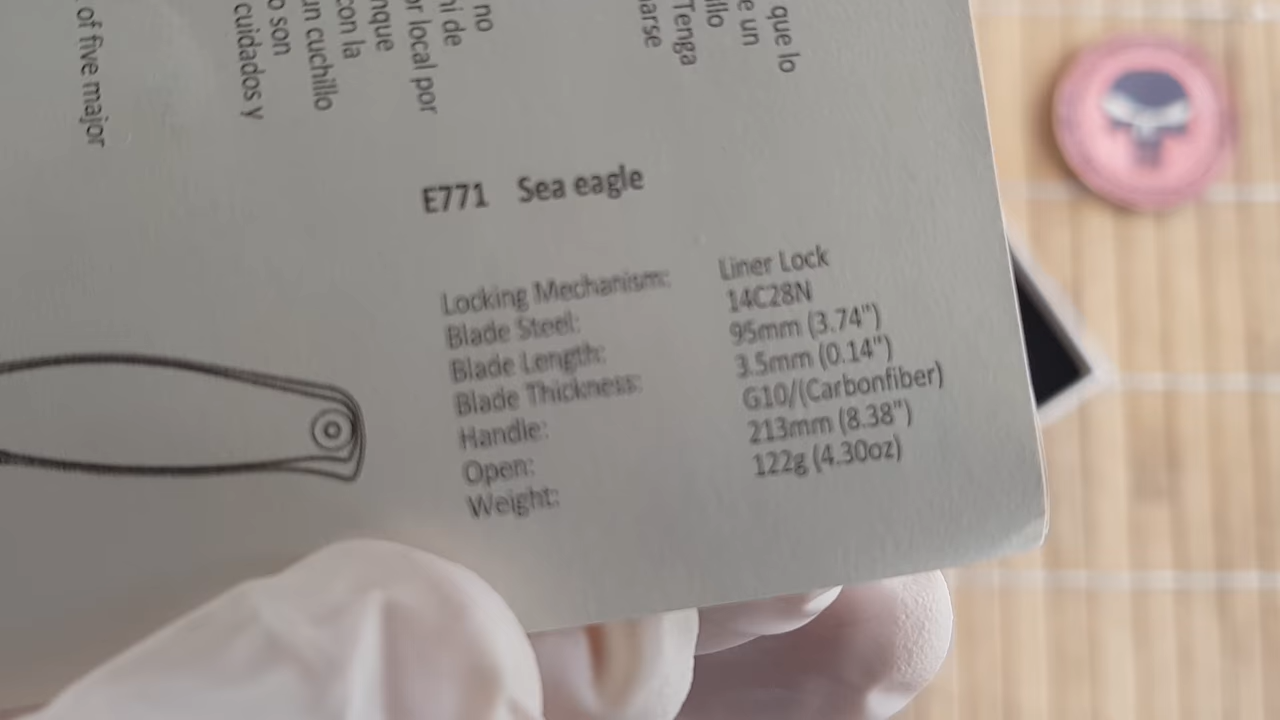 of five major
cuidados y
o son
un cuchillo
con la
nque
or local por
ni de
no
arse
Tenga
illo
e un
que lo
E771 Sea eagle
Locking Mechanism: Liner Lock
Blade Steel: 14C28N
Blade Length: 95mm (3.74")
Blade Thickness: 3.5mm (0.14")
Handle: G10/(Carbonfiber)
Open: 213mm (8.38")
Weight: 122g (4.30oz)